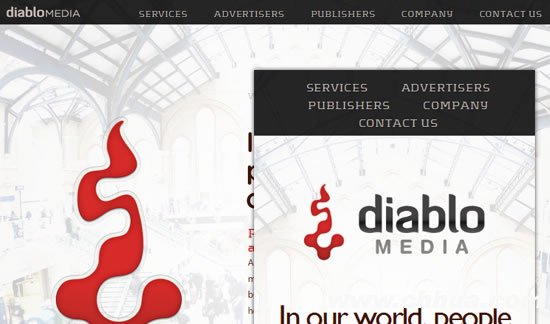 diabloMEDIA SERVICES ADVERTISERS PUBLISHERS COMPANY CONTACT US
SERVICES ADVERTISERS
PUBLISHERS COMPANY
CONTACT US
diablo
MEDIA
In our world, people